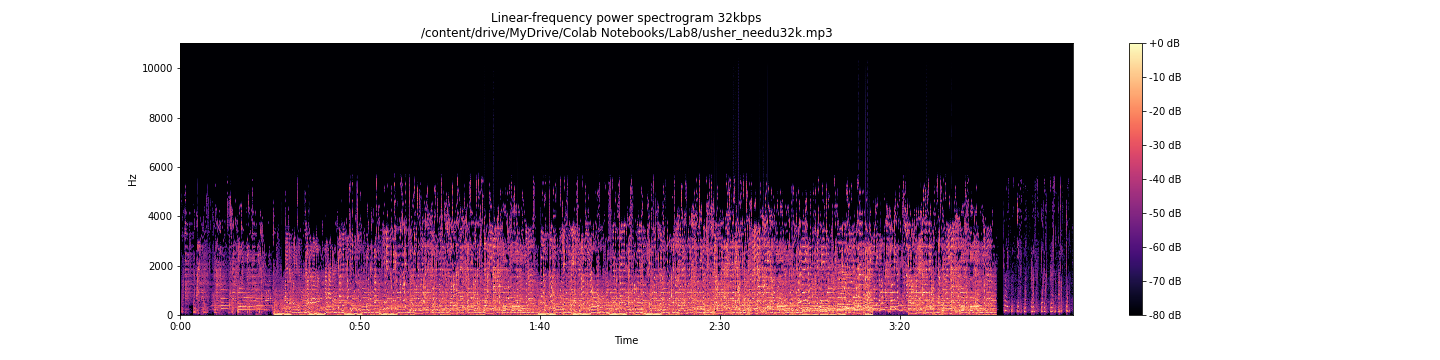 Linear-frequency power spectrogram 32kbps
/content/drive/MyDrive/Colab Notebooks/Lab8/usher_needu32k.mp3
Hz
10000
8000
6000
4000
2000
0
0:00
0:50
1:40
2:30
3:20
Time
+0 dB
-10 dB
-20 dB
-30 dB
-40 dB
-50 dB
-60 dB
-70 dB
-80 dB